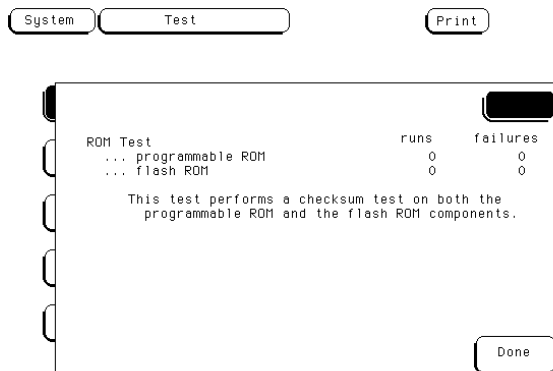 System Test Print
ROM Test runs failures
... programmable ROM 0 0
... flash ROM 0 0
This test performs a checksum test on both the
programmable ROM and the flash ROM components.
Done